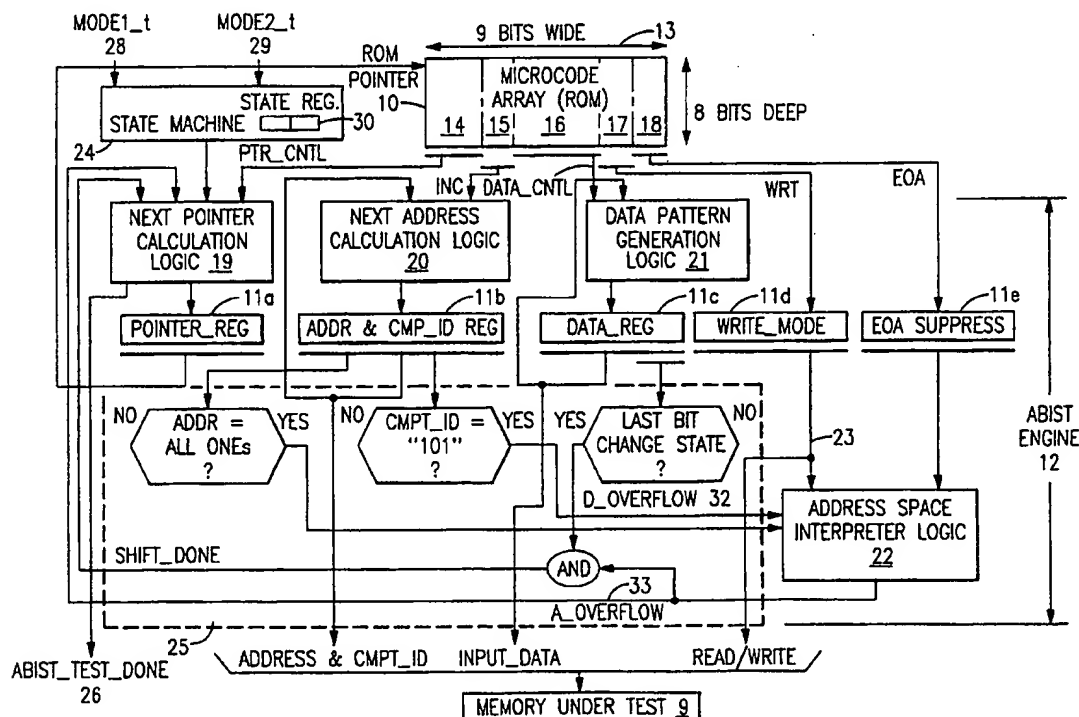 MODE1_t
28
MODE2_t
29
ROM
POINTER
10
9 BITS WIDE
13
MICROCODE
ARRAY (ROM)
14 15 16 17 18
8 BITS DEEP
STATE REG.
STATE MACHINE
30
24
PTR_CNTL
INC
DATA_CNTL
WRT
EOA
NEXT POINTER
CALCULATION
LOGIC 19
NEXT ADDRESS
CALCULATION LOGIC
20
DATA PATTERN
GENERATION
LOGIC 21
11a
11b
11c
11d
11e
POINTER_REG
ADDR & CMP_ID REG
DATA_REG
WRITE_MODE
EOA SUPPRESS
NO
ADDR =
ALL ONEs
?
YES
NO
CMPT_ID =
"101"
?
YES
YES
LAST BIT
CHANGE STATE
?
NO
23
ABIST
ENGINE
12
D_OVERFLOW 32
ADDRESS SPACE
INTERPRETER LOGIC
22
SHIFT_DONE
AND
33
A_OVERFLOW
25
ABIST_TEST_DONE
26
ADDRESS & CMPT_ID
INPUT_DATA
READ/WRITE
MEMORY UNDER TEST 9